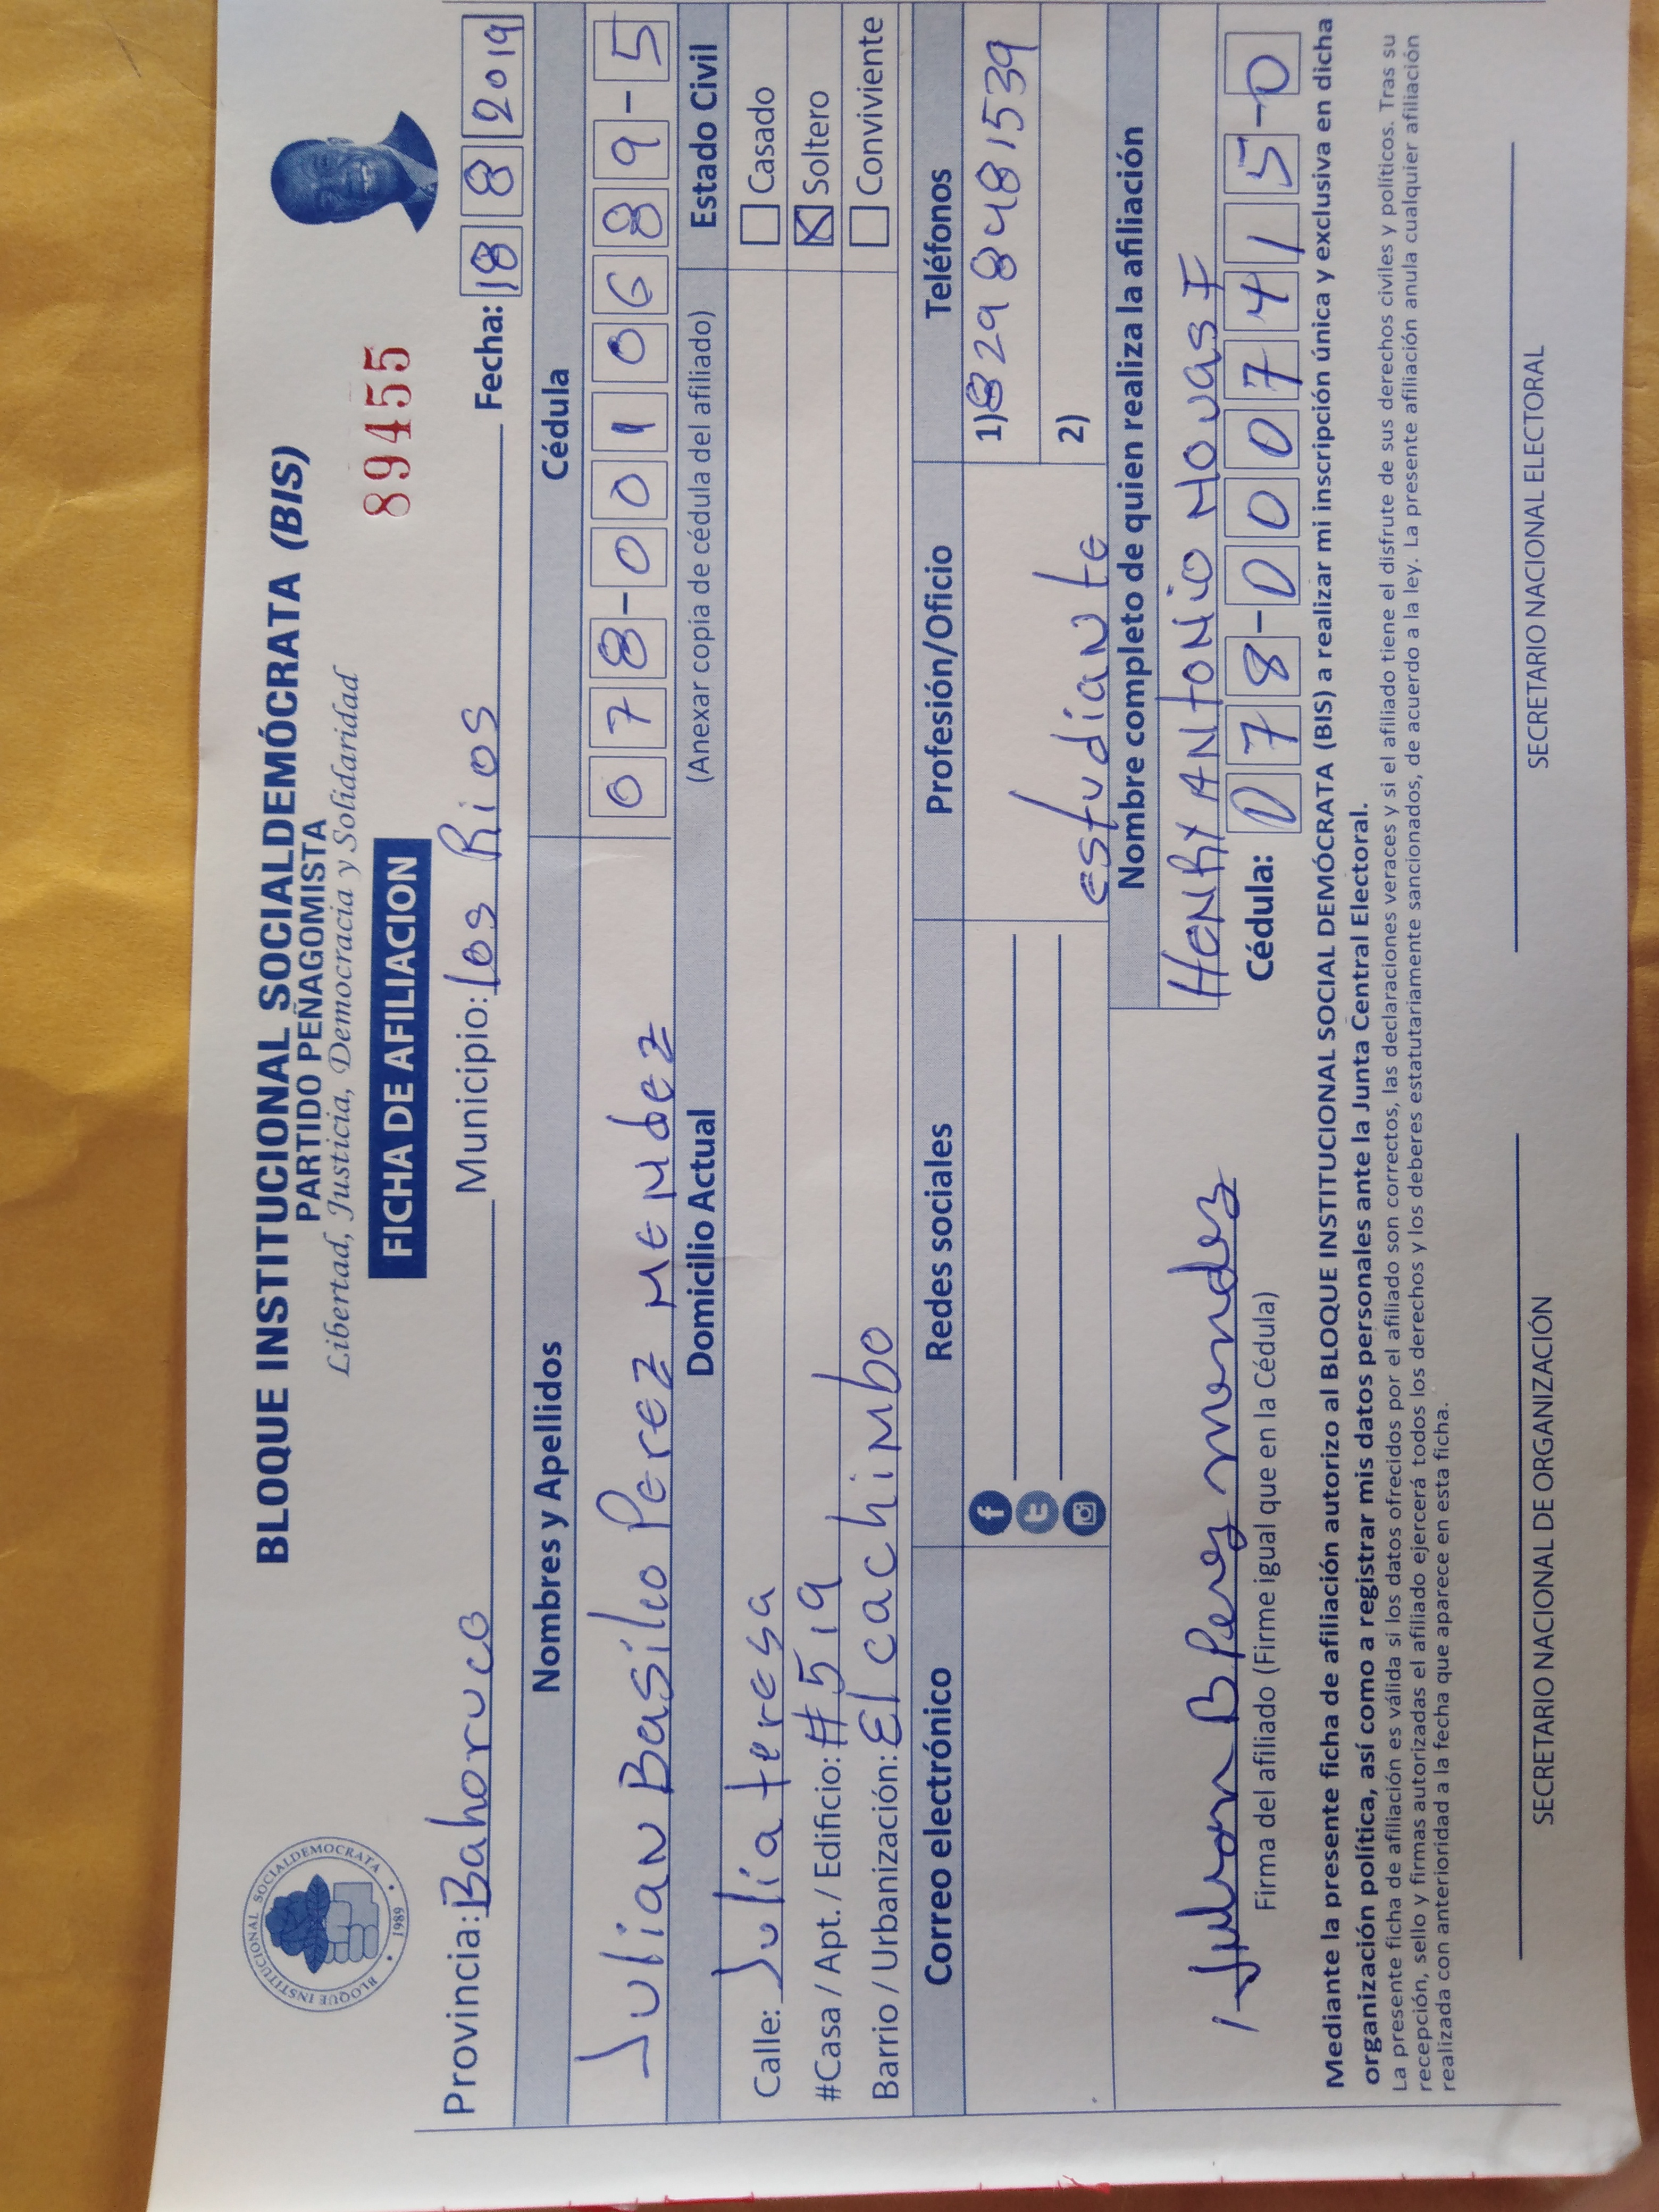 BLOQUE INSTITUCIONAL SOCIALDEMOCRATA
1989
BLOQUE INSTITUCIONAL SOCIALDEMÓCRATA (BIS)
PARTIDO PEÑAGOMISTA
Libertad, Justicia, Democracia y Solidaridad
89455
FICHA DE AFILIACION
Provincia: Bahoruco Municipio: los Rios Fecha: 18 8 2019
Nombres y Apellidos Cédula
Julian Basilio Perez Mendez 078-0010689-5
Domicilio Actual (Anexar copia de cédula del afiliado) Estado Civil
Calle: Julia teresa Casado
#Casa / Apt. / Edificio: #519 Soltero
Barrio / Urbanización: El cachimbo Conviviente
Correo electrónico Redes sociales Profesión/Oficio Teléfonos
1) 8298481539
estudiante 2)
Nombre completo de quien realiza la afiliación
HENRY ANtONio NovasF
Cédula: 078-0007415-0
Julian B Perez mendez
Firma del afiliado (Firme igual que en la Cédula)
Mediante la presente ficha de afiliación autorizo al BLOQUE INSTITUCIONAL SOCIAL DEMÓCRATA (BIS) a realizar mi inscripción única y exclusiva en dicha
organización política, así como a registrar mis datos personales ante la Junta Central Electoral.
La presente ficha de afiliación es válida si los datos ofrecidos por el afiliado son correctos, las declaraciones veraces y si el afiliado tiene el disfrute de sus derechos civiles y políticos. Tras su
recepción, sello y firmas autorizadas el afiliado ejercerá todos los derechos y los deberes estatutariamente sancionados, de acuerdo a la ley. La presente afiliación anula cualquier afiliación
realizada con anterioridad a la fecha que aparece en esta ficha.
SECRETARIO NACIONAL DE ORGANIZACIÓN SECRETARIO NACIONAL ELECTORAL